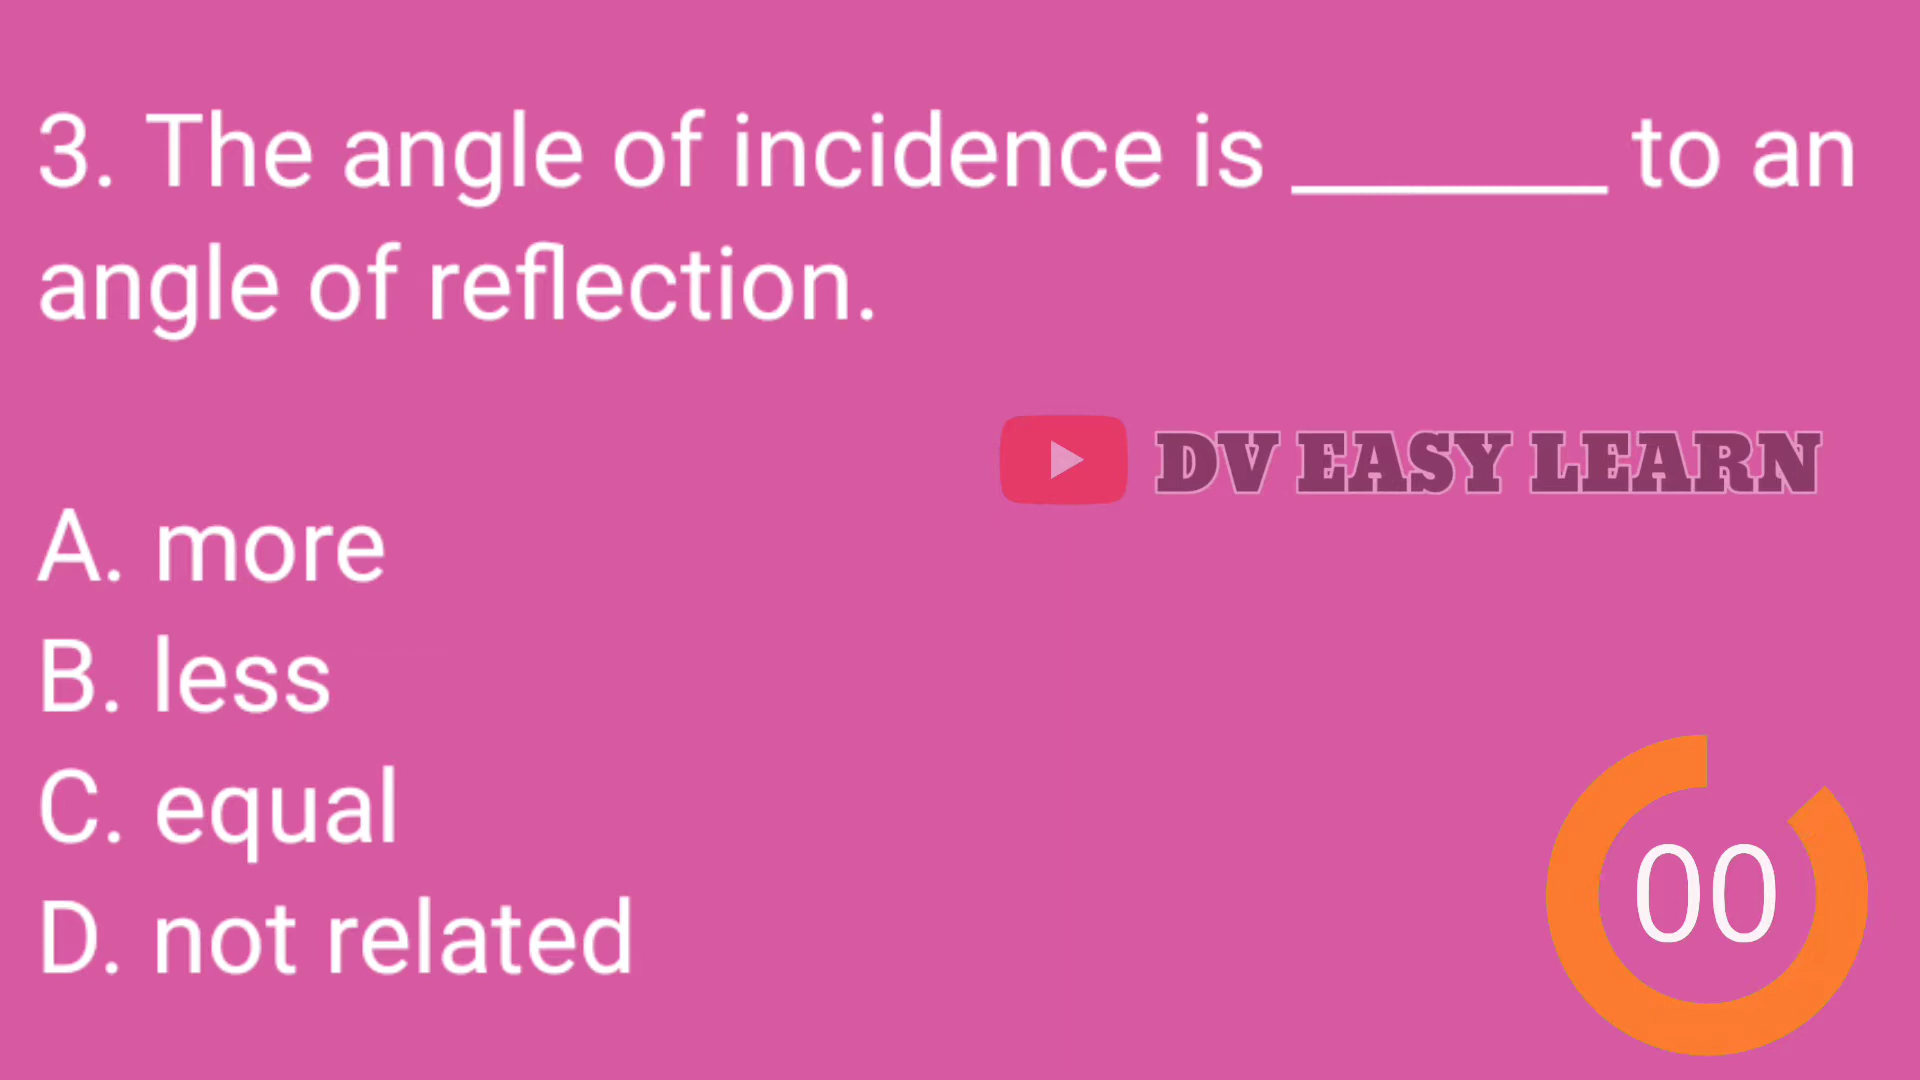 3. The angle of incidence is ______ to an
angle of reflection.
DV EASY LEARN
A. more
B. less
C. equal
D. not related
00